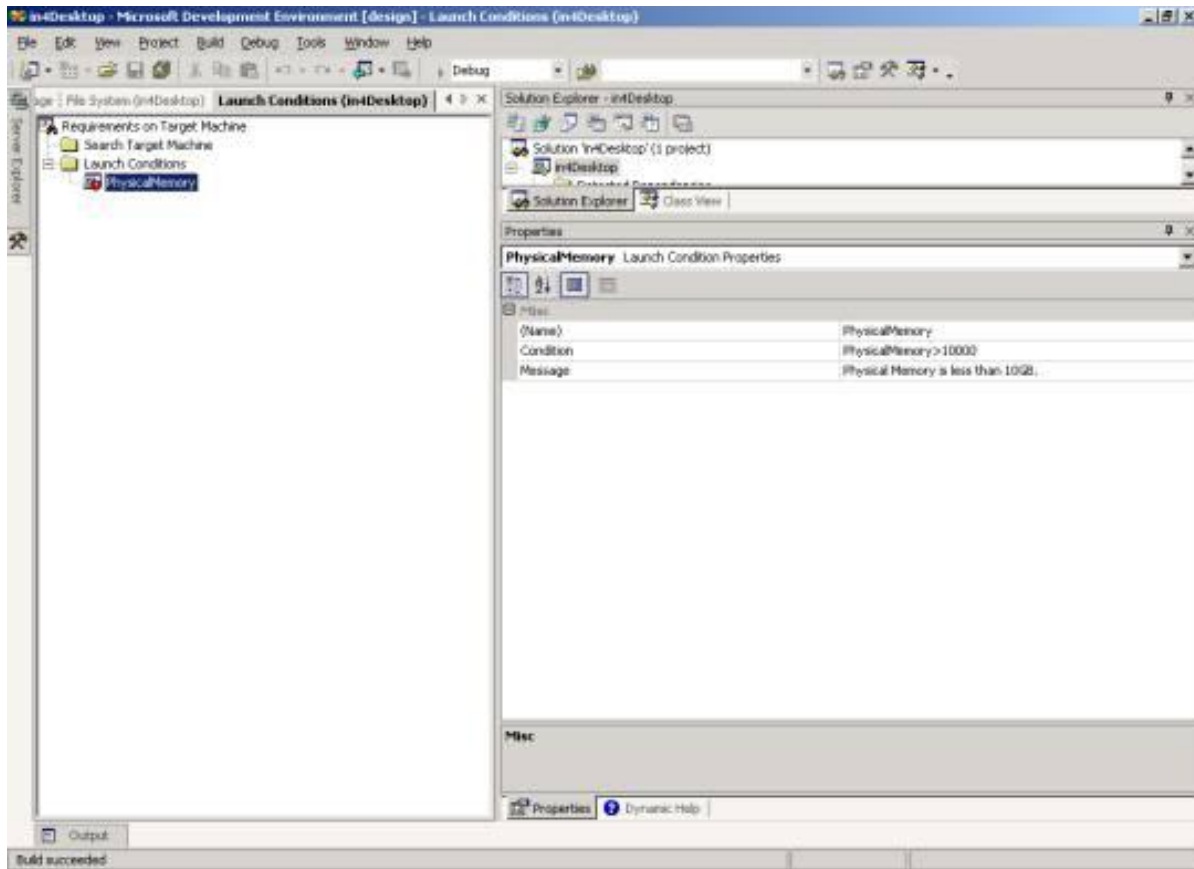 in4Desktop - Microsoft Development Environment [design] - Launch Conditions (in4Desktop)
File Edit View Project Build Debug Tools Window Help
Debug
age File System (in4Desktop) Launch Conditions (in4Desktop)
Server Explorer
Requirements on Target Machine
Search Target Machine
Launch Conditions
PhysicalMemory
Solution Explorer - in4Desktop
Solution 'in4Desktop' (1 project)
in4Desktop
Detected Dependencies
Solution Explorer Class View
Properties
PhysicalMemory Launch Condition Properties
Misc
(Name) PhysicalMemory
Condition PhysicalMemory>10000
Message Physical Memory is less than 10GB.
Misc
Properties Dynamic Help
Output
Build succeeded